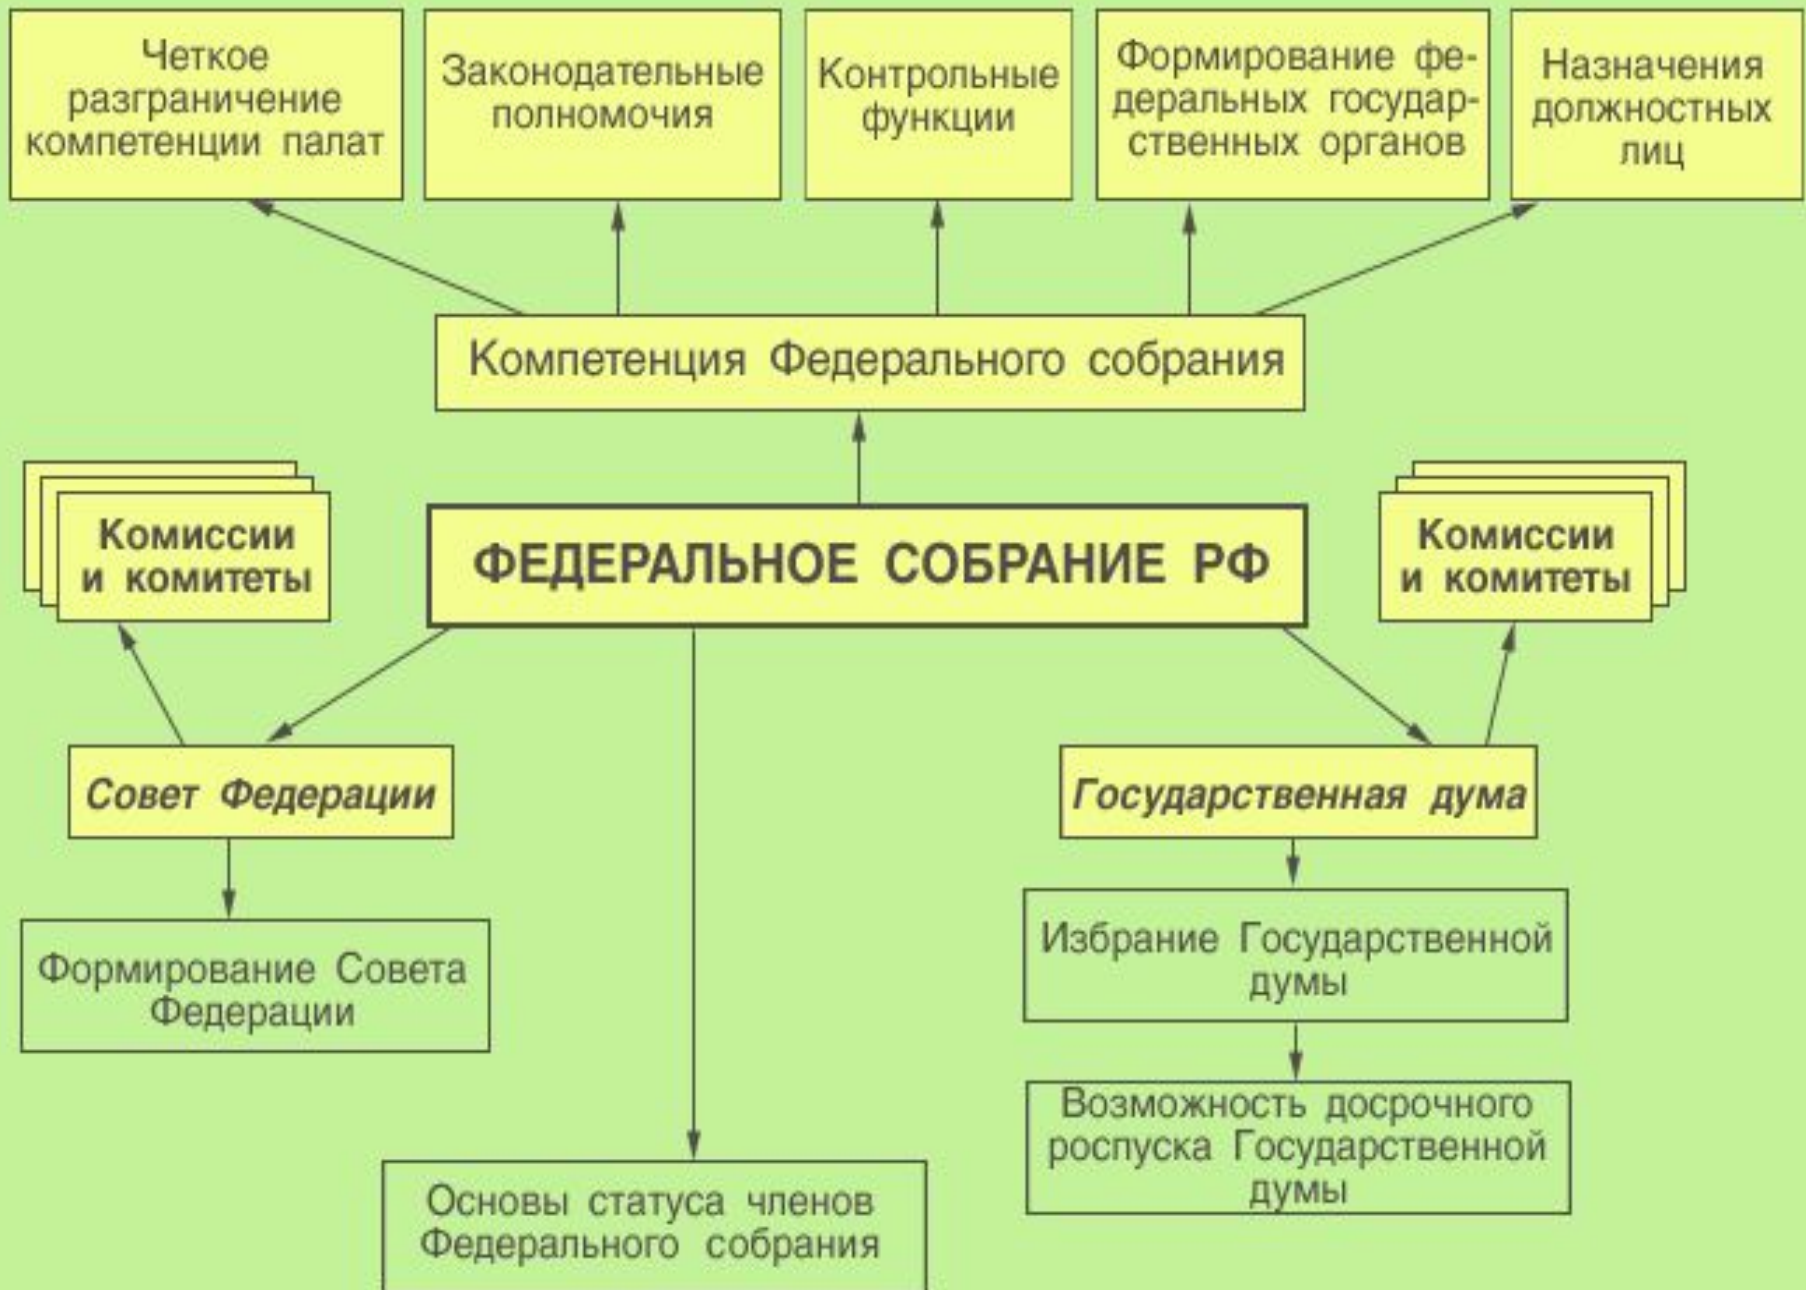 Четкое
разграничение
компетенции палат
Законодательные
полномочия
Контрольные
функции
Формирование фе-
деральных государ-
ственных органов
Назначения
должностных
лиц
Компетенция Федерального собрания
Комиссии
и комитеты
ФЕДЕРАЛЬНОЕ СОБРАНИЕ РФ
Комиссии
и комитеты
Совет Федерации
Государственная дума
Формирование Совета
Федерации
Избрание Государственной
думы
Возможность досрочного
роспуска Государственной
думы
Основы статуса членов
Федерального собрания